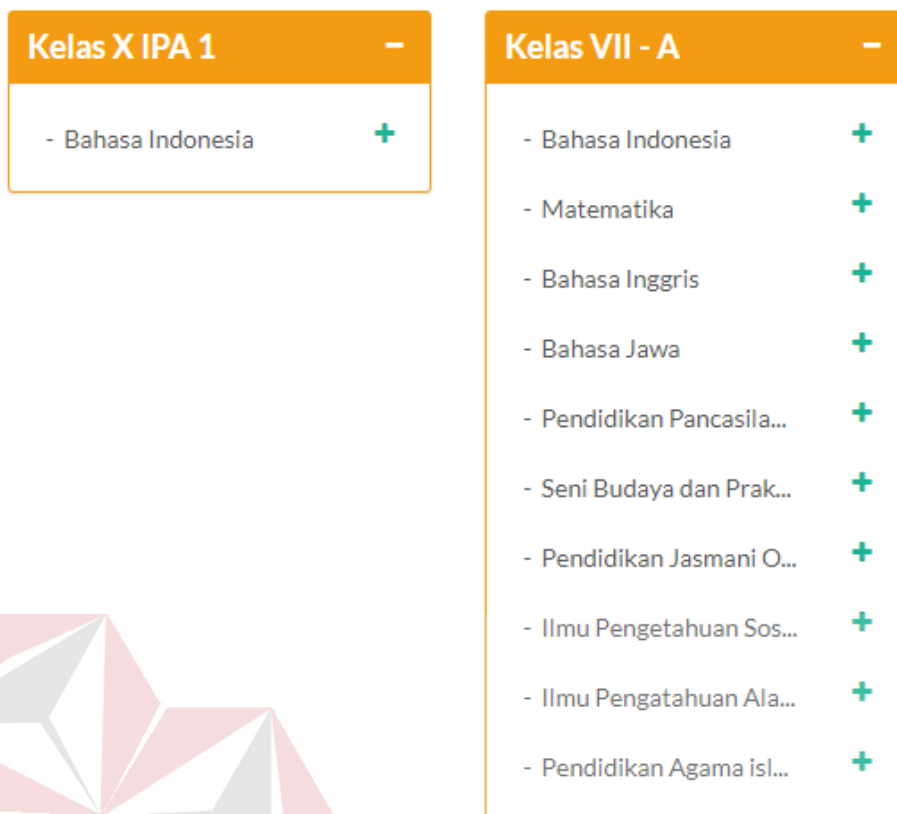 Kelas X IPA 1 -
- Bahasa Indonesia +
Kelas VII - A -
- Bahasa Indonesia +
- Matematika +
- Bahasa Inggris +
- Bahasa Jawa +
- Pendidikan Pancasila... +
- Seni Budaya dan Prak... +
- Pendidikan Jasmani O... +
- Ilmu Pengetahuan Sos... +
- Ilmu Pengatahuan Ala... +
- Pendidikan Agama isl... +